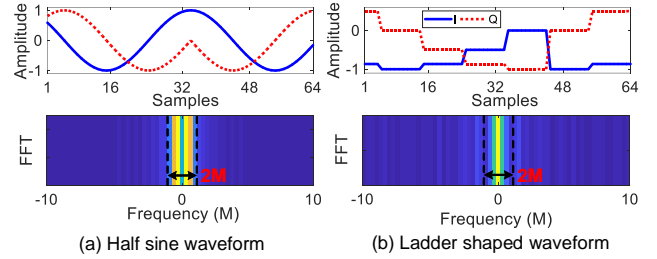 Amplitude
1
0
-1
1 16 32 48 64
Samples
FFT
2M
-10 0 10
Frequency (M)
(a) Half sine waveform
Amplitude
I Q
0
-1
1 16 32 48 64
Samples
FFT
2M
-10 0 10
Frequency (M)
(b) Ladder shaped waveform